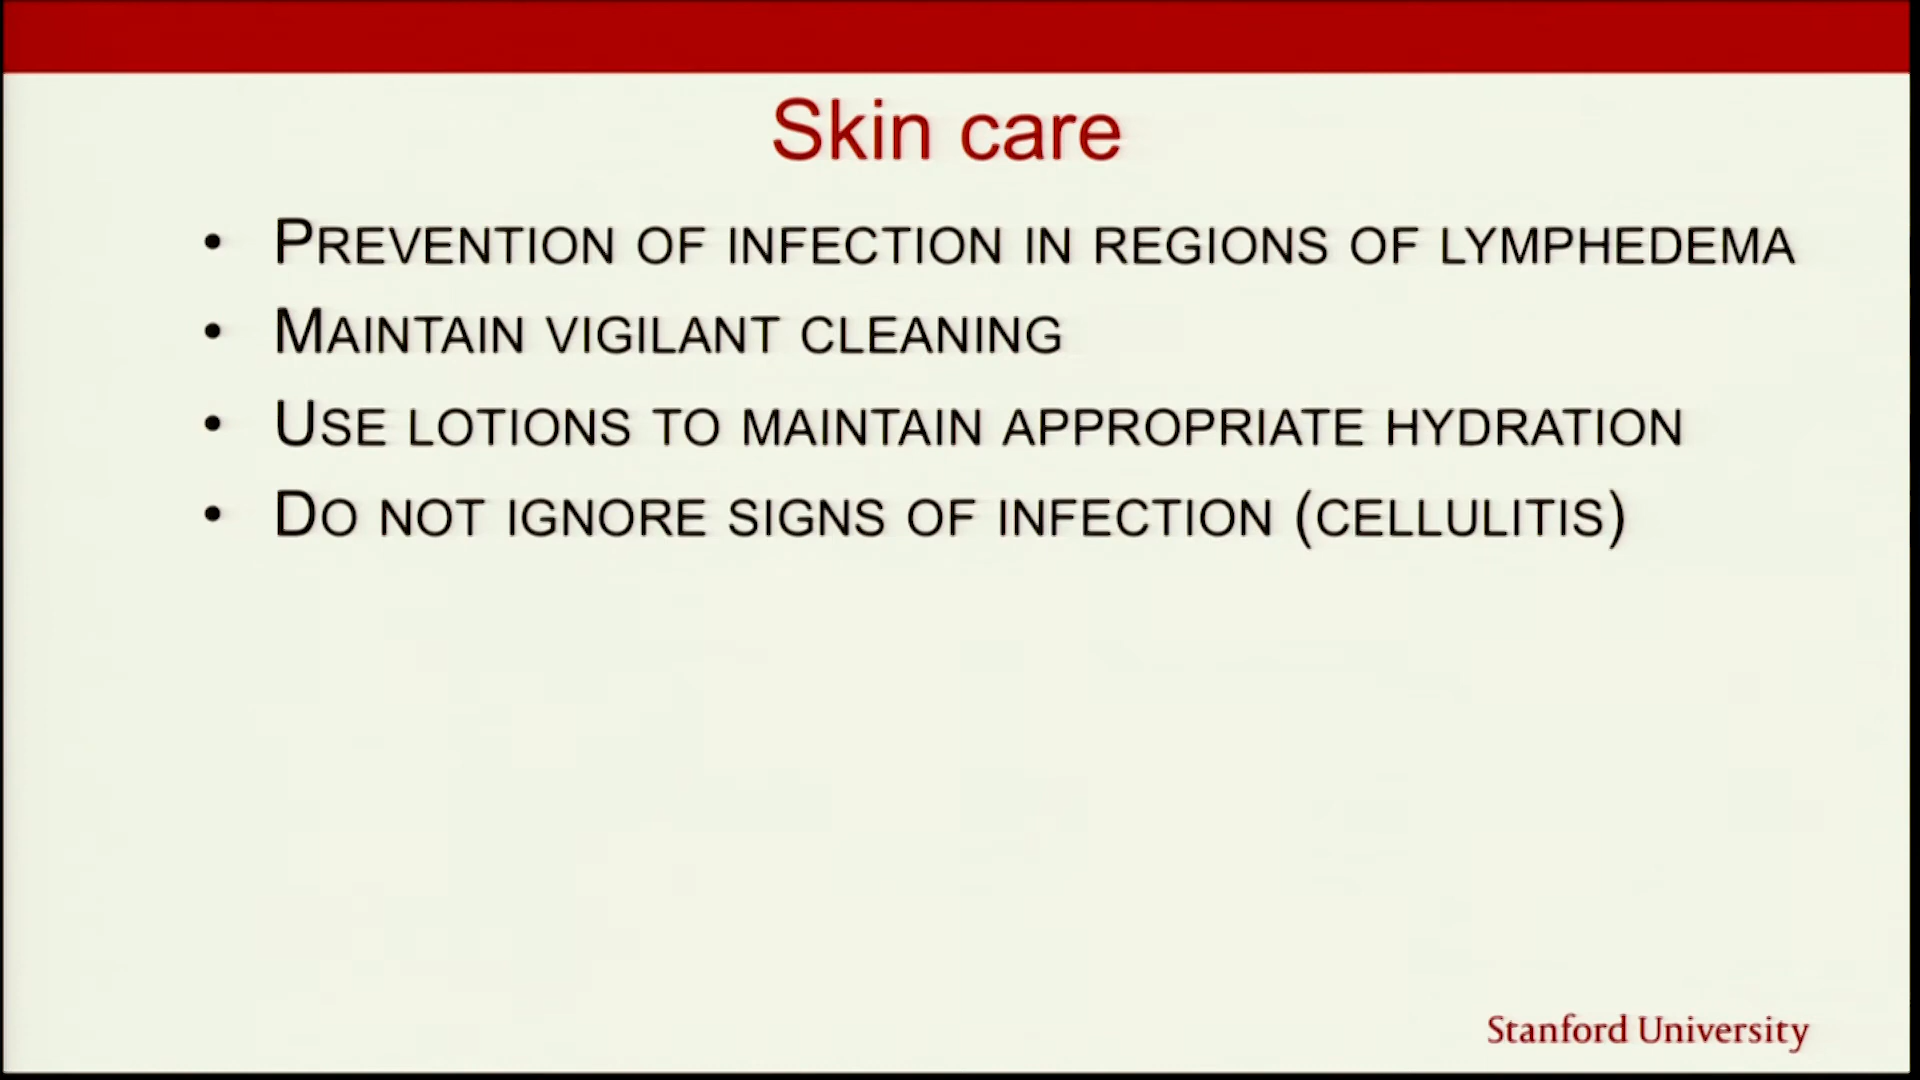 Skin care
• PREVENTION OF INFECTION IN REGIONS OF LYMPHEDEMA
• MAINTAIN VIGILANT CLEANING
• USE LOTIONS TO MAINTAIN APPROPRIATE HYDRATION
• DO NOT IGNORE SIGNS OF INFECTION (CELLULITIS)
Stanford University